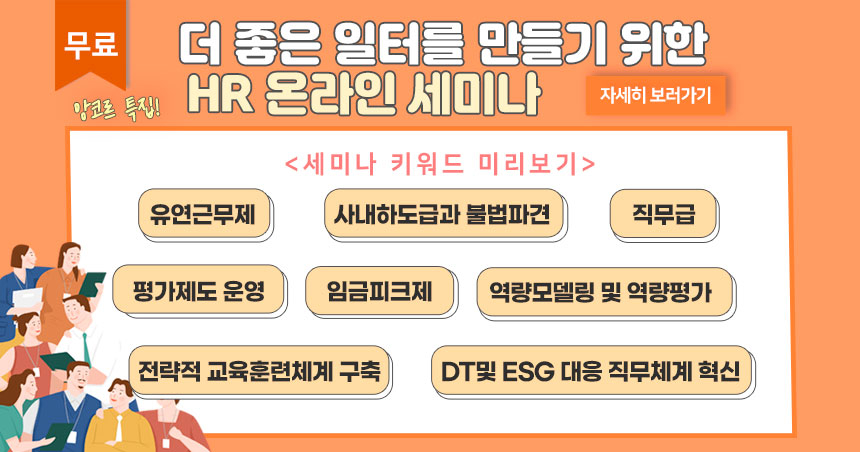 무료
더 좋은 일터를 만들기 위한
앙코르 특집!
HR 온라인 세미나
자세히 보러가기
<세미나 키워드 미리보기>
유연근무제
사내하도급과 불법파견
직무급
평가제도 운영
임금피크제
역량모델링 및 역량평가
전략적 교육훈련체계 구축
DT및 ESG 대응 직무체계 혁신